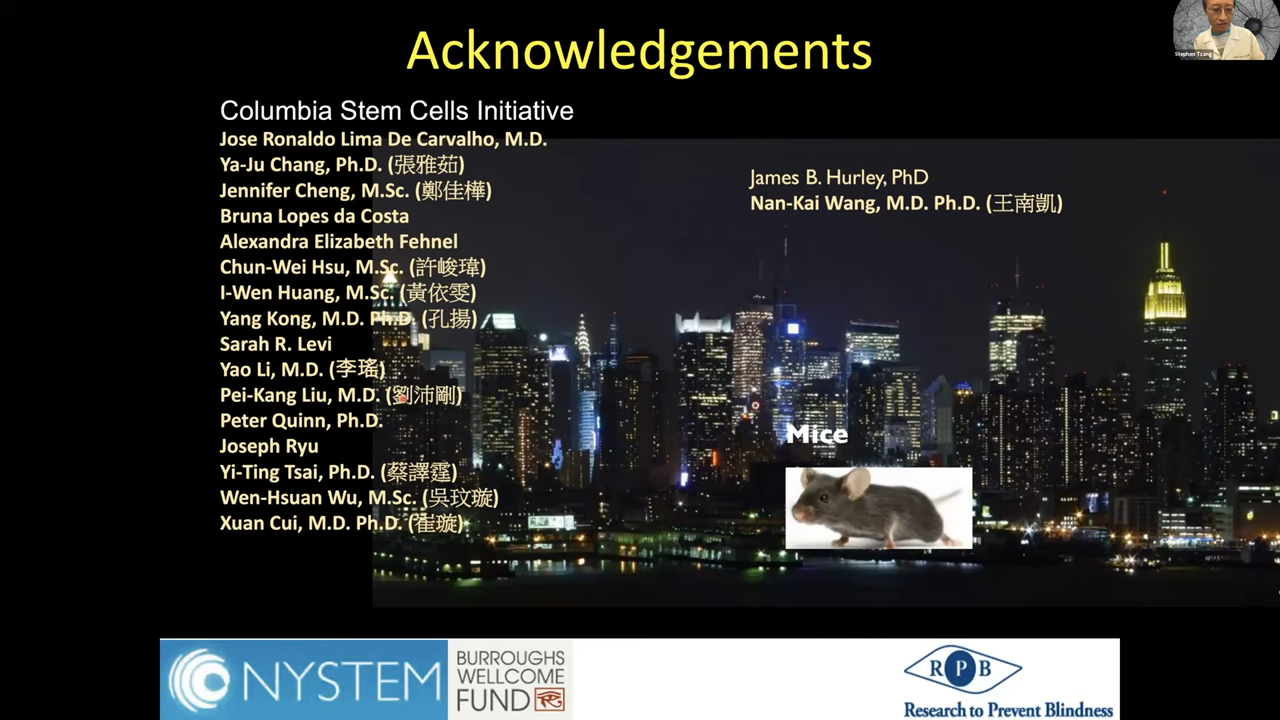 Acknowledgements
Stephen Tsang
Columbia Stem Cells Initiative
Jose Ronaldo Lima De Carvalho, M.D.
Ya-Ju Chang, Ph.D. (張雅茹)
Jennifer Cheng, M.Sc. (鄭佳樺)
Bruna Lopes da Costa
Alexandra Elizabeth Fehnel
Chun-Wei Hsu, M.Sc. (許峻瑋)
I-Wen Huang, M.Sc. (黃依雯)
Yang Kong, M.D. Ph.D. (孔揚)
Sarah R. Levi
Yao Li, M.D. (李瑤)
Pei-Kang Liu, M.D. (劉沛剛)
Peter Quinn, Ph.D.
Joseph Ryu
Yi-Ting Tsai, Ph.D. (蔡譯霆)
Wen-Hsuan Wu, M.Sc. (吳玟璇)
Xuan Cui, M.D. Ph.D. (崔璇)
James B. Hurley, PhD
Nan-Kai Wang, M.D. Ph.D. (王南凱)
Mice
NYSTEM
BURROUGHS
WELLCOME
FUND
RPB
Research to Prevent Blindness